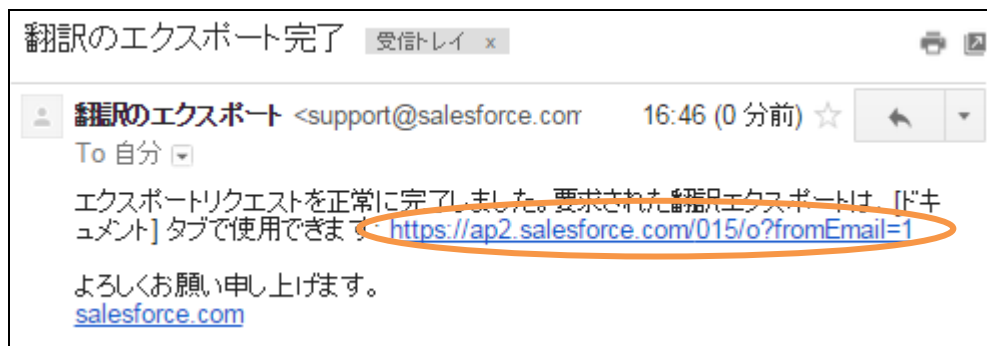 翻訳のエクスポート完了 受信トレイ x
翻訳のエクスポート <support@salesforce.com 16:46 (0 分前)
To 自分
エクスポートリクエストを正常に完了しました。要求された翻訳エクスポートは、[ドキ
ュメント] タブで使用できます: https://ap2.salesforce.com/015/o?fromEmail=1
よろしくお願い申し上げます。
salesforce.com